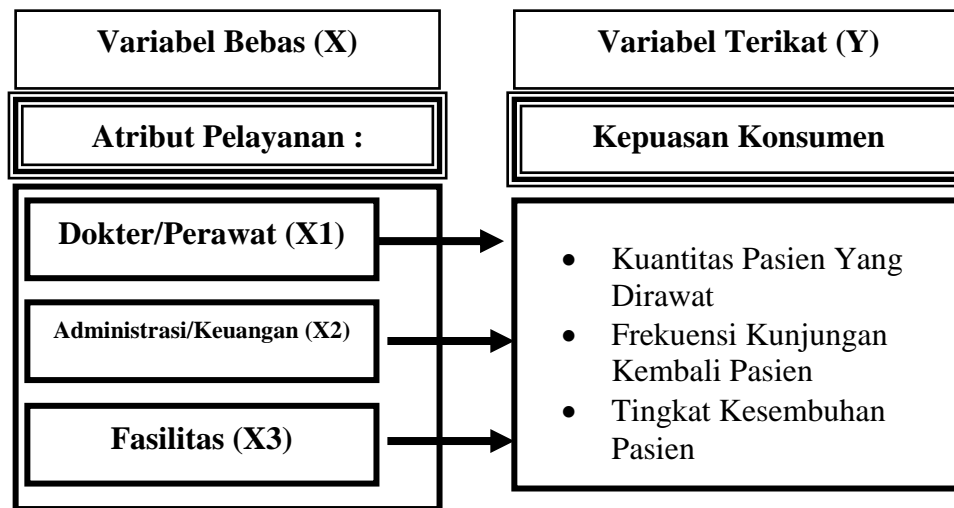 Variabel Bebas (X)
Variabel Terikat (Y)
Atribut Pelayanan :
Kepuasan Konsumen
Dokter/Perawat (X1)
Administrasi/Keuangan (X2)
Fasilitas (X3)
• Kuantitas Pasien Yang
Dirawat
• Frekuensi Kunjungan
Kembali Pasien
• Tingkat Kesembuhan
Pasien